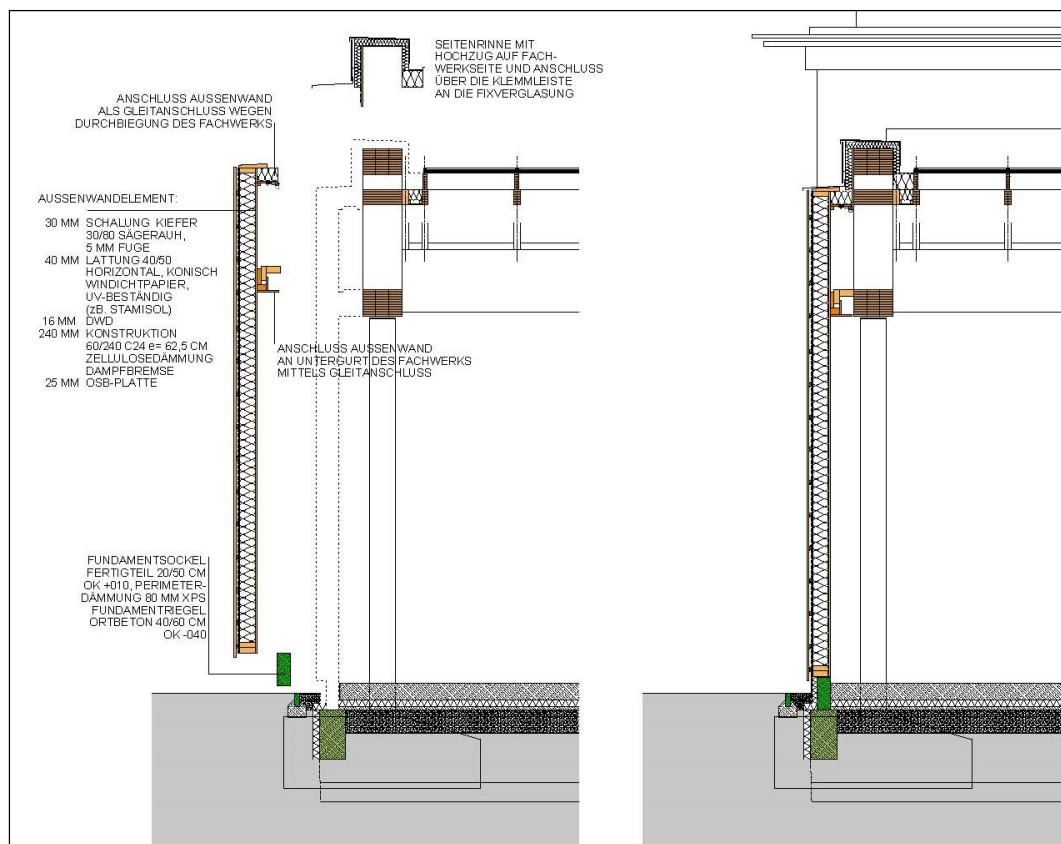 SEITENRINNE MIT
HOCHZUG AUF FACH-
WERKSEITE UND ANSCHLUSS
ÜBER DIE KLEMMLEISTE
AN DIE FIXVERGLASUNG
ANSCHLUSS AUSSENWAND
ALS GLEITANSCHLUSS WEGEN
DURCHBIEGUNG DES FACHWERKS
AUSSENWANDELEMENT:
30 MM SCHALUNG KIEFER
30/80 SÄGERAUH,
5 MM FUGE
40 MM LATTUNG 40/50
HORIZONTAL, KONISCH
WINDICHTPAPIER,
UV-BESTÄNDIG
(zB. STAMISOL)
16 MM DWD
240 MM KONSTRUKTION
60/240 C24 e= 62,5 CM
ZELLULOSEDÄMMUNG
DAMPFBREMSE
25 MM OSB-PLATTE
ANSCHLUSS AUSSENWAND
AN UNTERGURT DES FACHWERKS
MITTELS GLEITANSCHLUSS
FUNDAMENTSOCKEL
FERTIGTEIL 20/50 CM
OK +010, PERIMETER-
DÄMMUNG 80 MM XPS
FUNDAMENTRIEGEL
ORTBETON 40/60 CM
OK -040